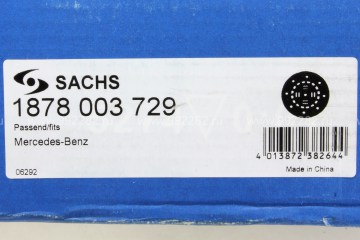 SACHS
1878 003 729
Passend/fits
Mercedes-Benz
4 013872 382644
06292
Made in China